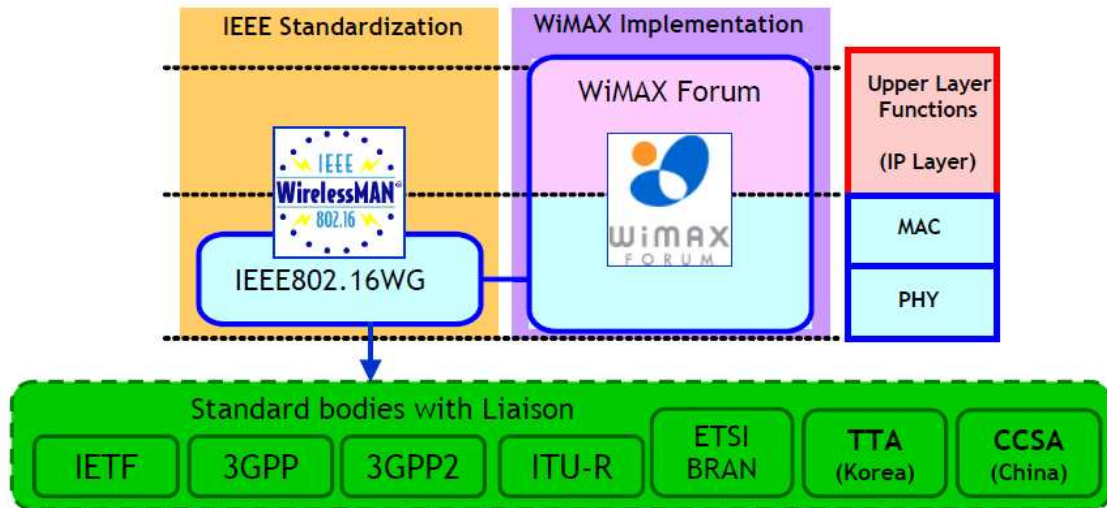 IEEE Standardization
WiMAX Implementation
WiMAX Forum
Upper Layer
Functions
(IP Layer)
IEEE
WirelessMAN®
802.16
WiMAX
FORUM
MAC
IEEE802.16WG
PHY
Standard bodies with Liaison
IETF
3GPP
3GPP2
ITU-R
ETSI
BRAN
TTA
(Korea)
CCSA
(China)